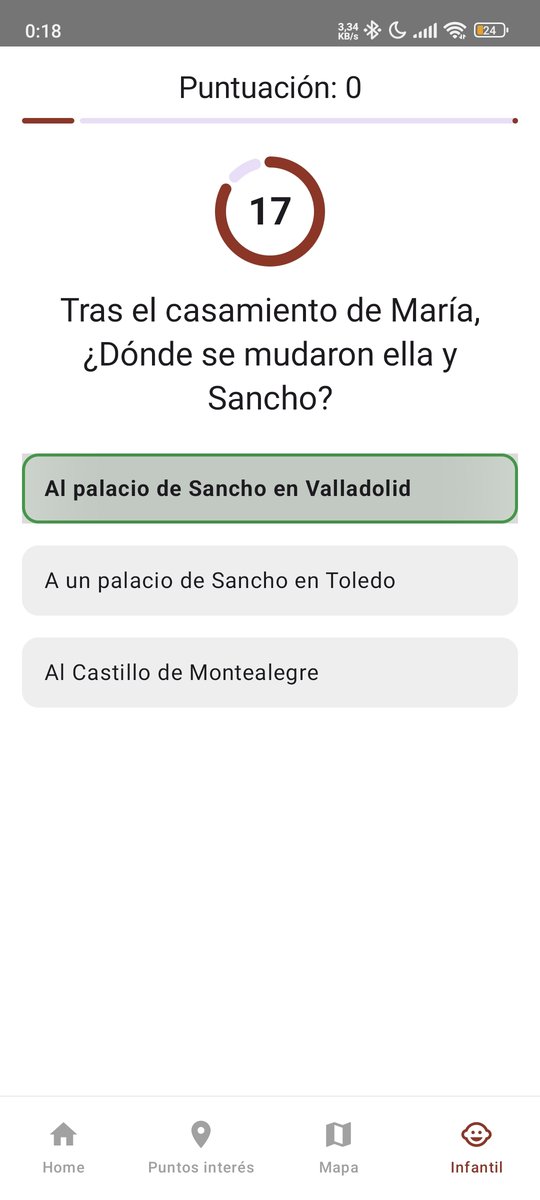 0:18
3,34
KB/s
24
Puntuación: 0
17
Tras el casamiento de María,
¿Dónde se mudaron ella y
Sancho?
Al palacio de Sancho en Valladolid
A un palacio de Sancho en Toledo
Al Castillo de Montealegre
Home
Puntos interés
Mapa
Infantil